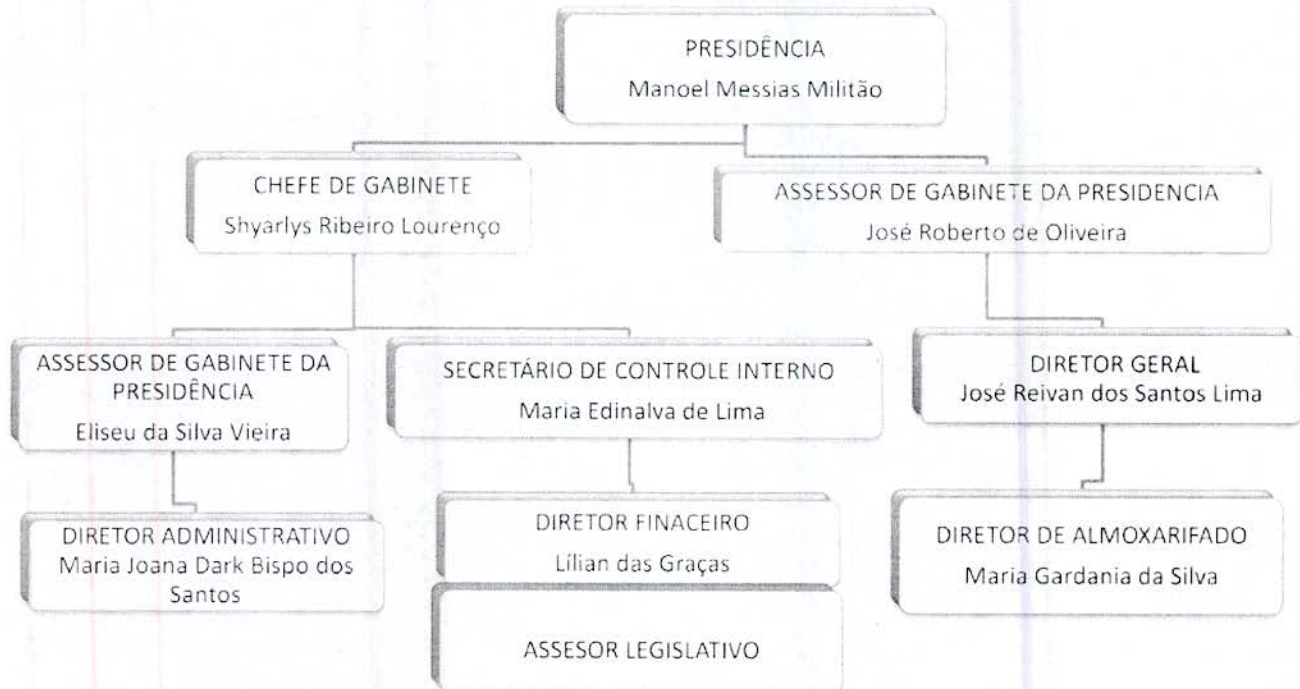 PRESIDÊNCIA
Manoel Messias Militão
CHEFE DE GABINETE
Shyarlys Ribeiro Lourenço
ASSESSOR DE GABINETE DA PRESIDENCIA
José Roberto de Oliveira
ASSESSOR DE GABINETE DA
PRESIDÊNCIA
Eliseu da Silva Vieira
SECRETÁRIO DE CONTROLE INTERNO
Maria Edinalva de Lima
DIRETOR GERAL
José Reivan dos Santos Lima
DIRETOR ADMINISTRATIVO
Maria Joana Dark Bispo dos
Santos
DIRETOR FINACEIRO
Lílian das Graças
DIRETOR DE ALMOXARIFADO
Maria Gardania da Silva
ASSESOR LEGISLATIVO